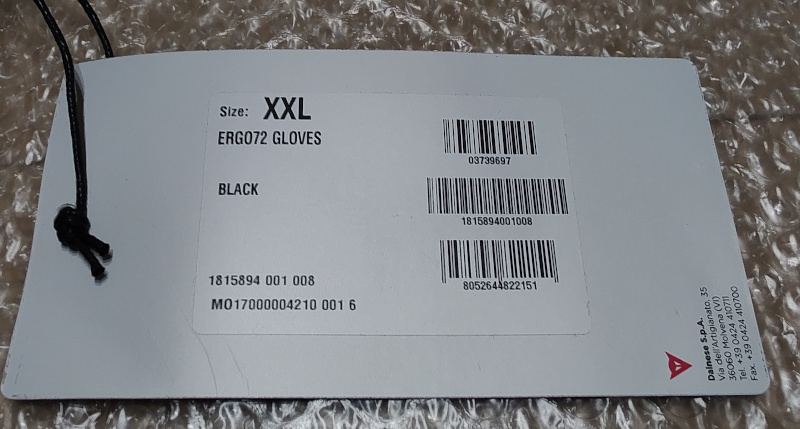 Size: XXL
ERGO72 GLOVES
BLACK
1815894 001 008
MO17000004210 001 6
03739697
1815894001008
8052644822151
Dainese S.p.A.
Via dell'Artigianato, 35
36060 Molvena (VI)
Tel. +39 0424 410711
Fax. +39 0424 410700